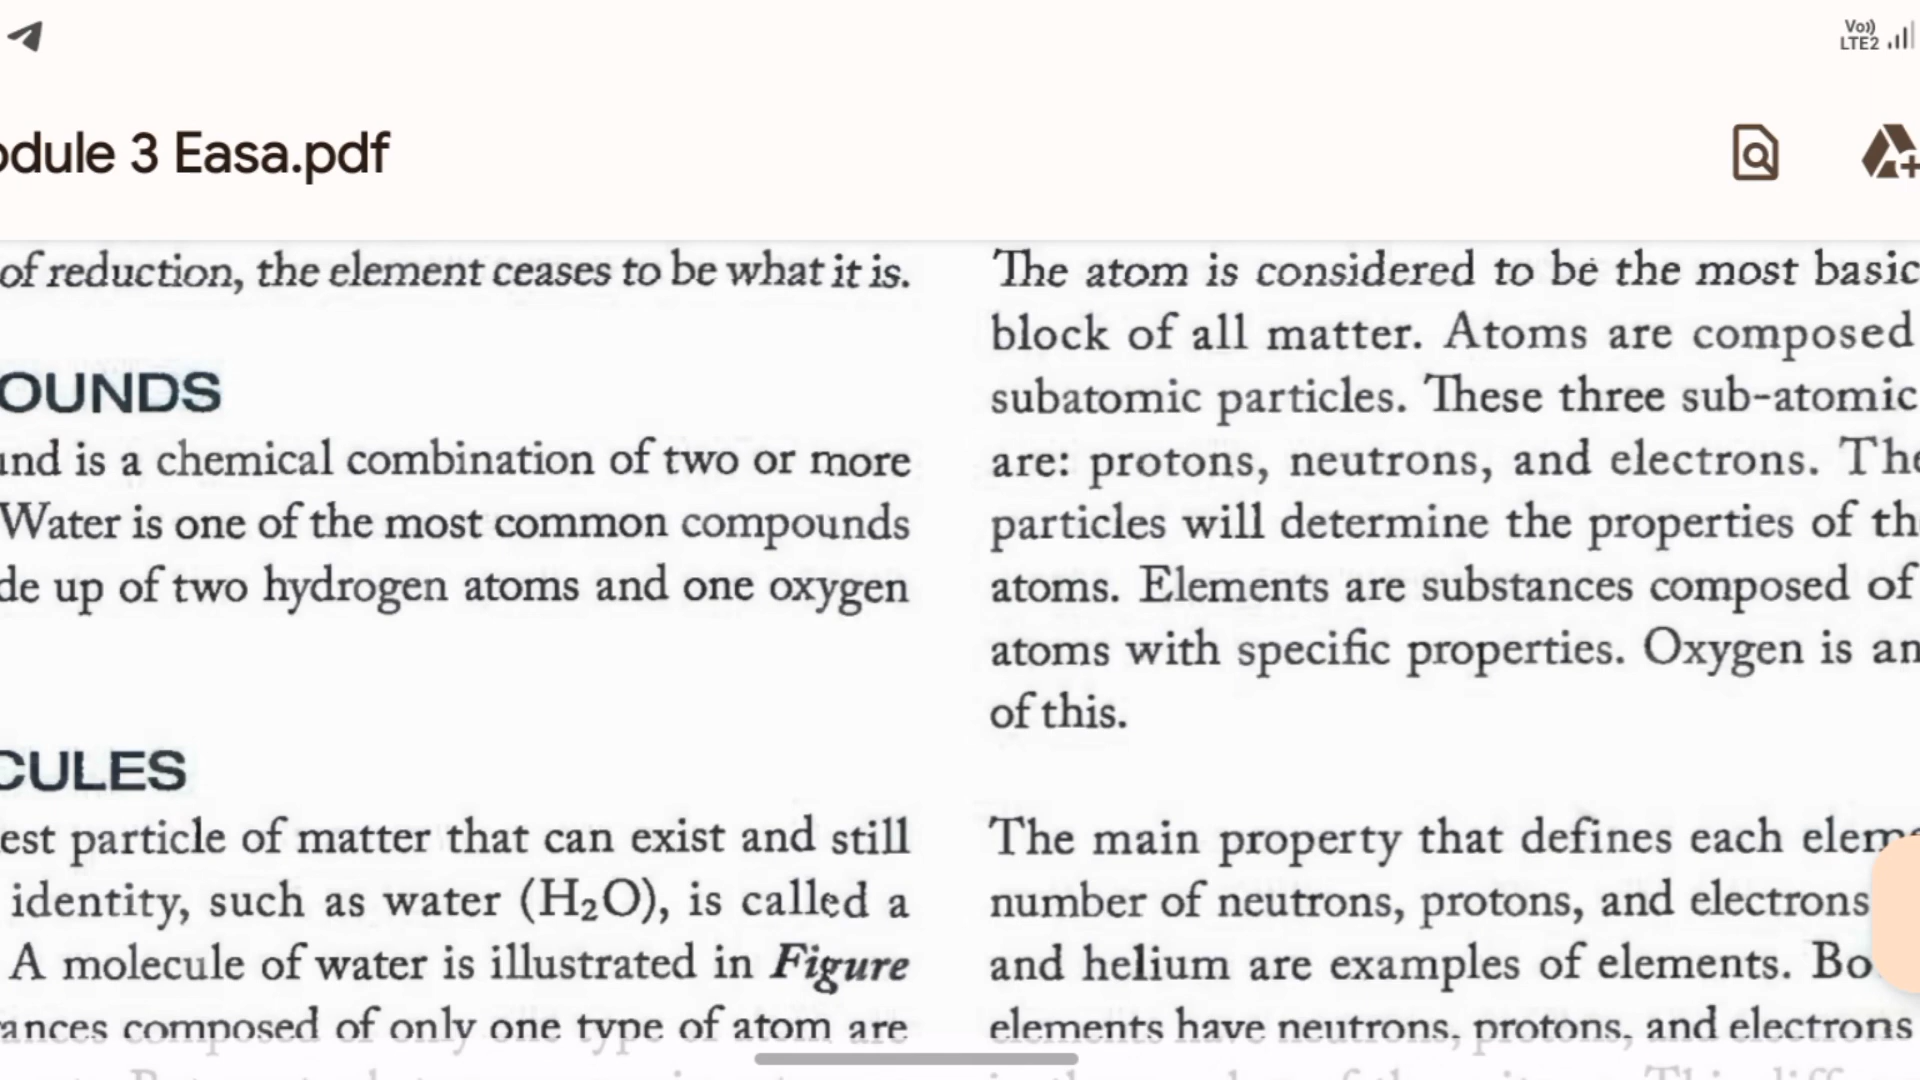 Vo))
LTE2
odule 3 Easa.pdf
of reduction, the element ceases to be what it is.
OUNDS
und is a chemical combination of two or more
Water is one of the most common compounds
de up of two hydrogen atoms and one oxygen
CULES
est particle of matter that can exist and still
identity, such as water (H₂O), is called a
A molecule of water is illustrated in Figure
ances composed of only one type of atom are
The atom is considered to be the most basic
block of all matter. Atoms are composed
subatomic particles. These three sub-atomic
are: protons, neutrons, and electrons. The
particles will determine the properties of th
atoms. Elements are substances composed of
atoms with specific properties. Oxygen is an
of this.
The main property that defines each eleme
number of neutrons, protons, and electrons
and helium are examples of elements. Bo
elements have neutrons, protons, and electrons